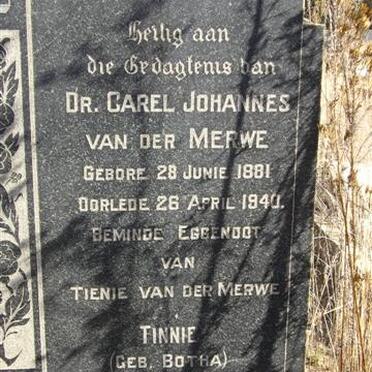 Heilig aan
die Gedagtenis van
DR. CAREL JOHANNES
VAN DER MERWE
GEBORE 28 JUNIE 1881
OORLEDE 26 APRIL 1940.
BEMINDE EGGENOOT
VAN
TIENIE VAN DER MERWE
TINNIE
(GEB. BOTHA)